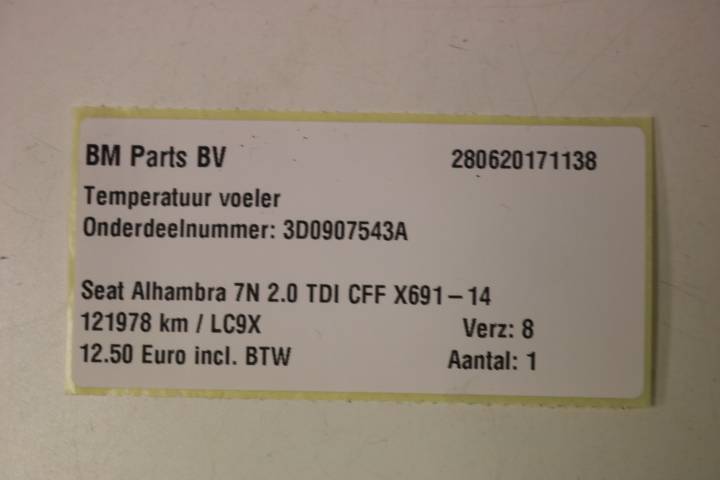 BM Parts BV 280620171138
Temperatuur voeler
Onderdeelnummer: 3D0907543A
Seat Alhambra 7N 2.0 TDI CFF X691-14
121978 km / LC9X Verz: 8
12.50 Euro incl. BTW Aantal: 1